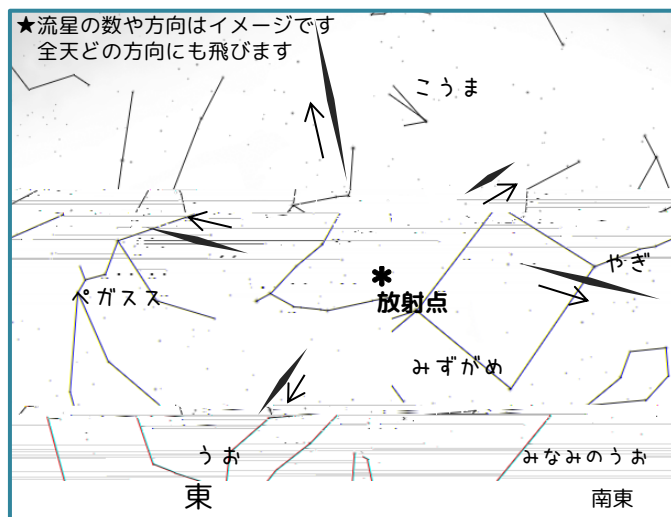 ★流星の数や方向はイメージです
全天どの方向にも飛びます
こうま
やぎ
ペガスス
放射点
みずがめ
うお
みなみのうお
東
南東